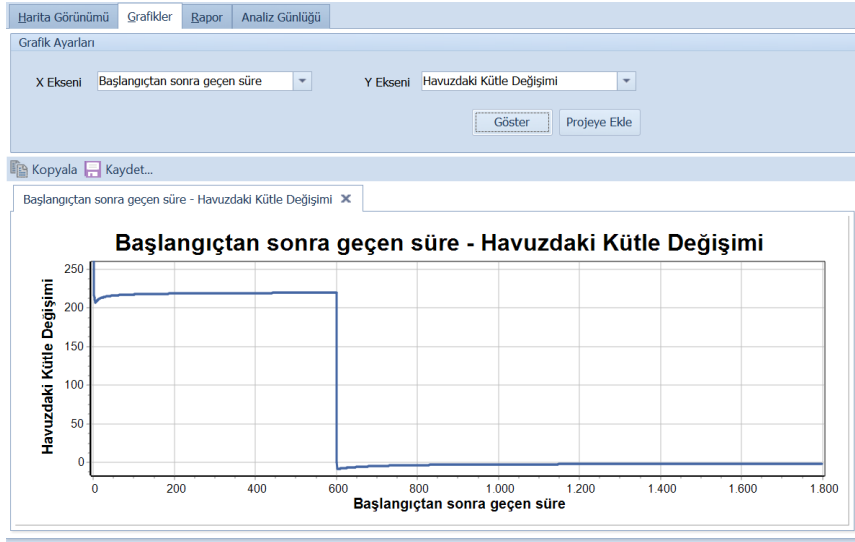 Harita Görünümü Grafikler Rapor Analiz Günlüğü
Grafik Ayarları
X Ekseni Başlangıçtan sonra geçen süre Y Ekseni Havuzdaki Kütle Değişimi
Göster Projeye Ekle
Kopyala Kaydet...
Başlangıçtan sonra geçen süre - Havuzdaki Kütle Değişimi
Başlangıçtan sonra geçen süre - Havuzdaki Kütle Değişimi
Havuzdaki Kütle Değişimi
250
200
150
100
50
0
0 200 400 600 800 1.000 1.200 1.400 1.600 1.800
Başlangıçtan sonra geçen süre